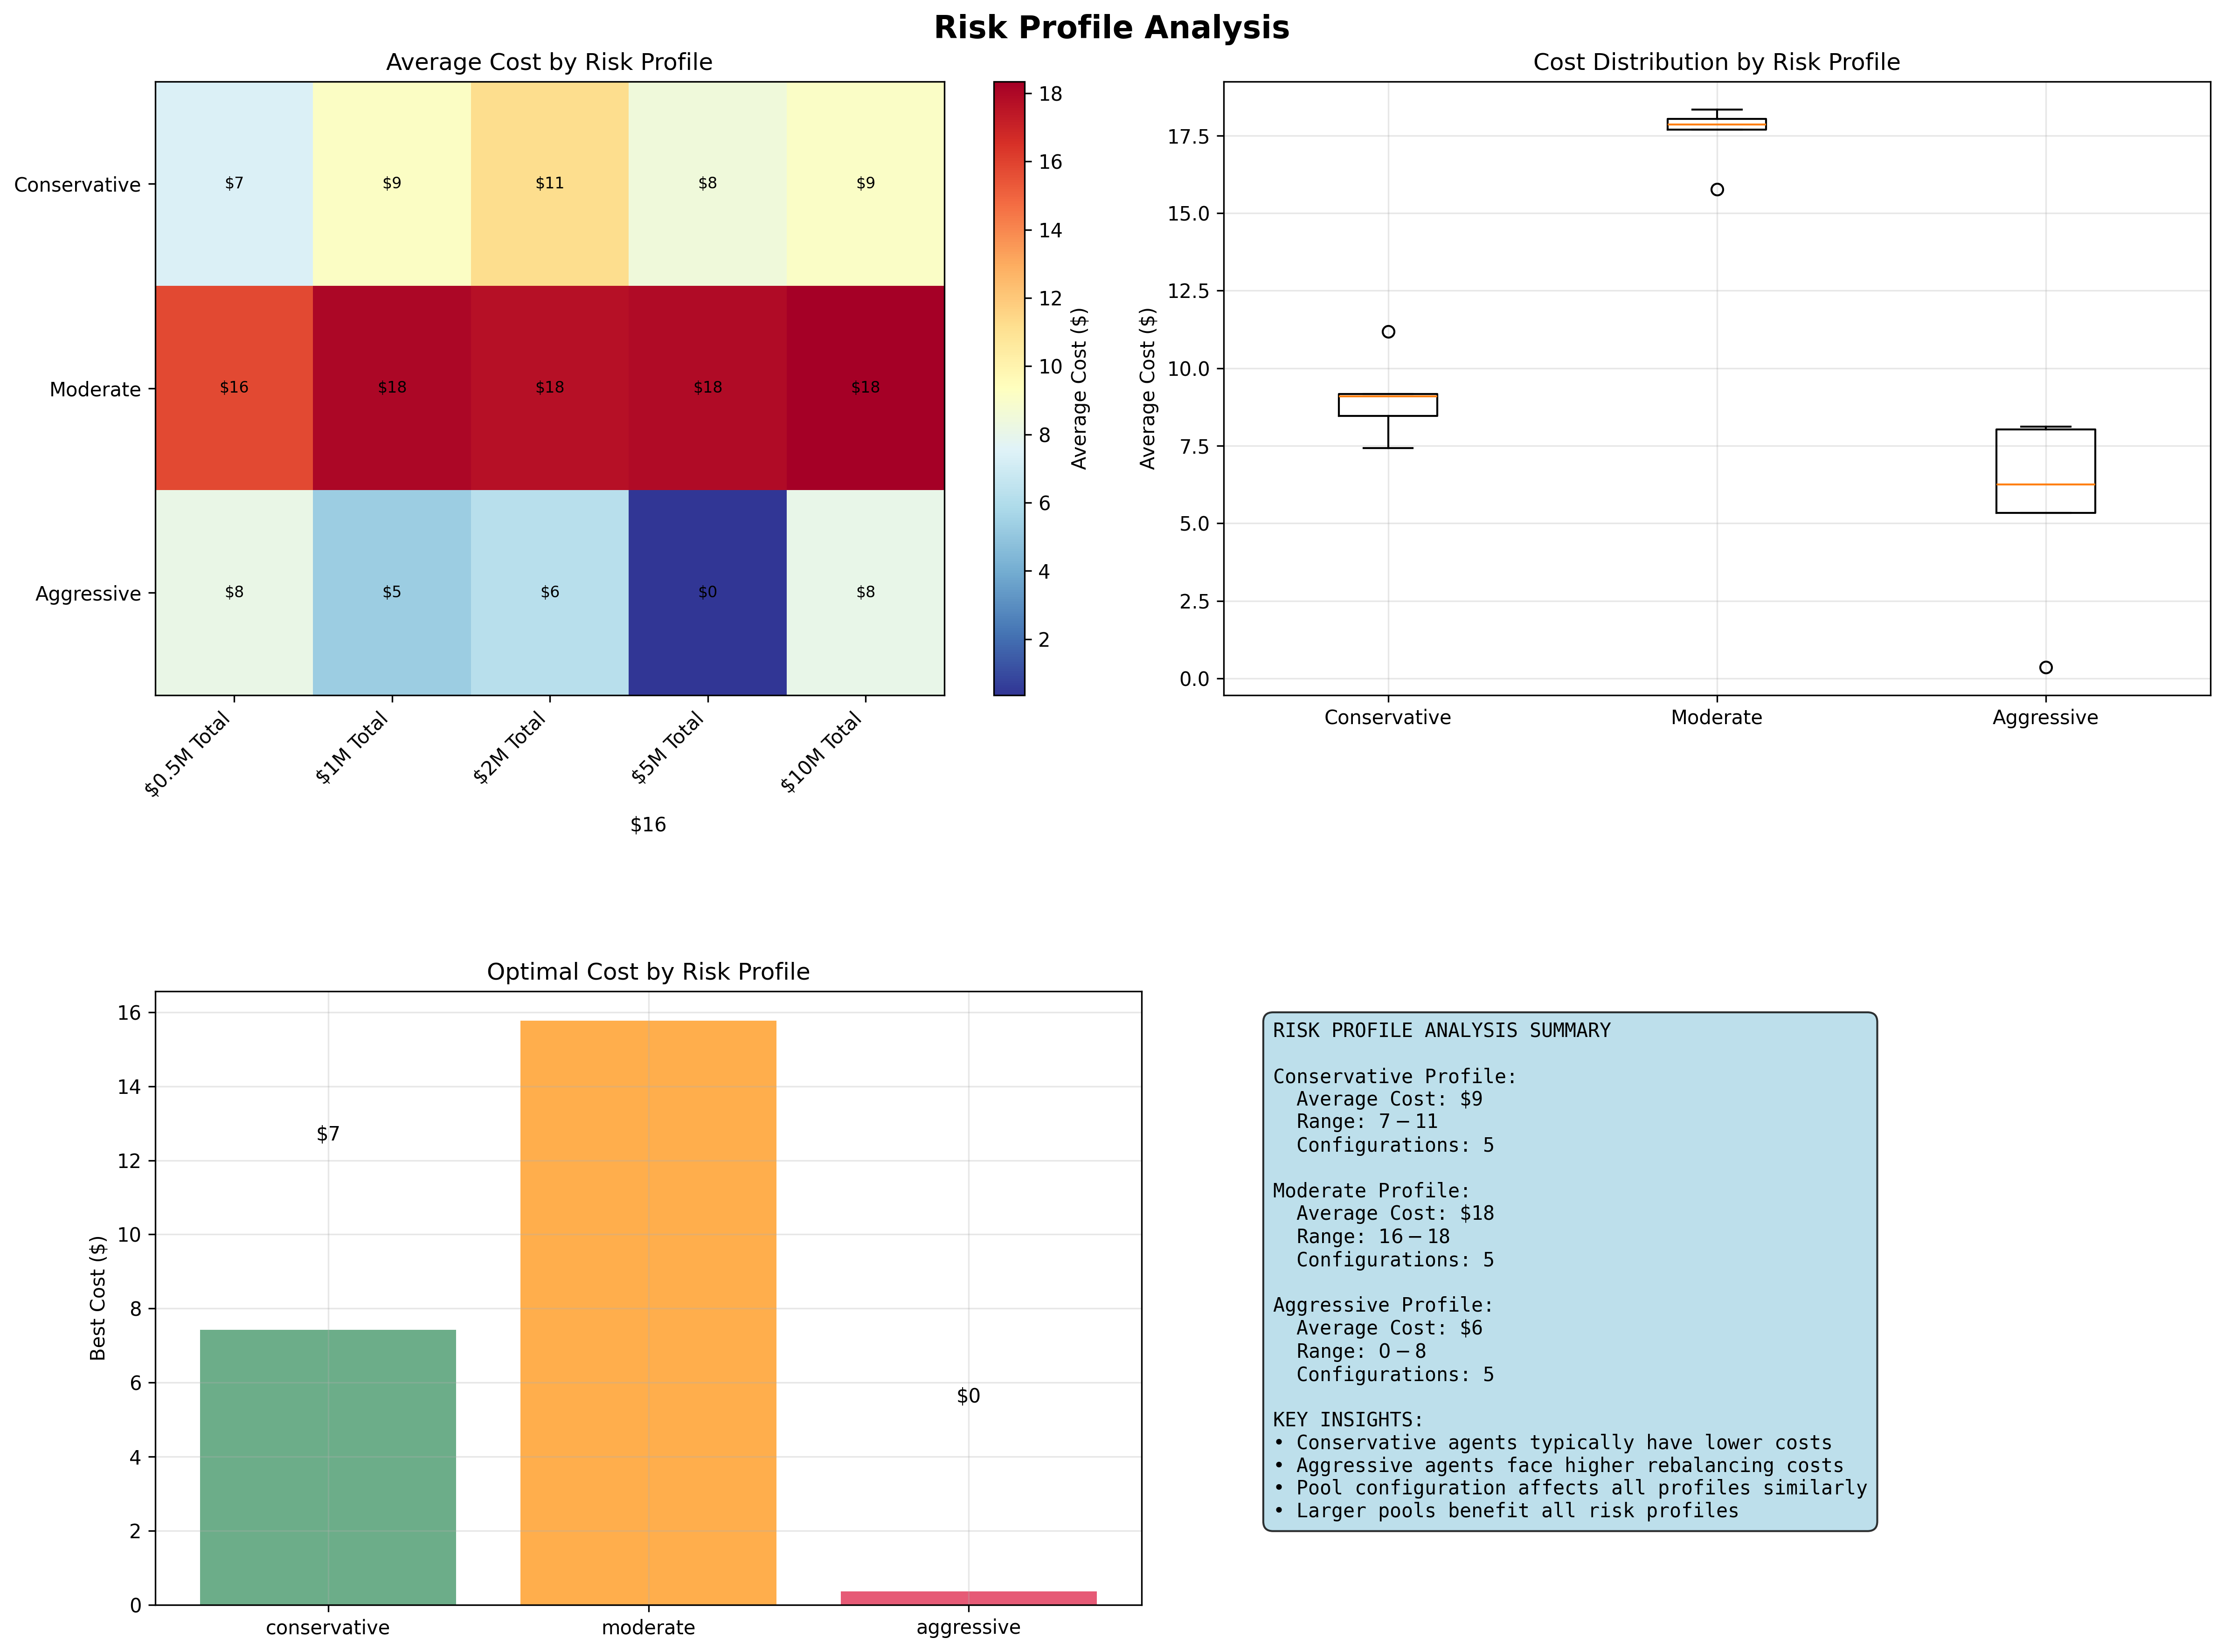 Risk Profile Analysis
Average Cost by Risk Profile
Conservative
Moderate
Aggressive
$7 $9 $11 $8 $9
$16 $18 $18 $18 $18
$8 $5 $6 $0 $8
$0.5M Total
$1M Total
$2M Total
$5M Total
$10M Total
18
16
14
12
10
8
6
4
2
Average Cost ($)
Cost Distribution by Risk Profile
Average Cost ($)
17.5
15.0
12.5
10.0
7.5
5.0
2.5
0.0
Conservative
Moderate
Aggressive
$16
Optimal Cost by Risk Profile
Best Cost ($)
16
14
12
10
8
6
4
2
0
$7
$0
conservative
moderate
aggressive
RISK PROFILE ANALYSIS SUMMARY
Conservative Profile:
Average Cost: $9
Range: 7 − 11
Configurations: 5
Moderate Profile:
Average Cost: $18
Range: 16 − 18
Configurations: 5
Aggressive Profile:
Average Cost: $6
Range: 0 − 8
Configurations: 5
KEY INSIGHTS:
• Conservative agents typically have lower costs
• Aggressive agents face higher rebalancing costs
• Pool configuration affects all profiles similarly
• Larger pools benefit all risk profiles